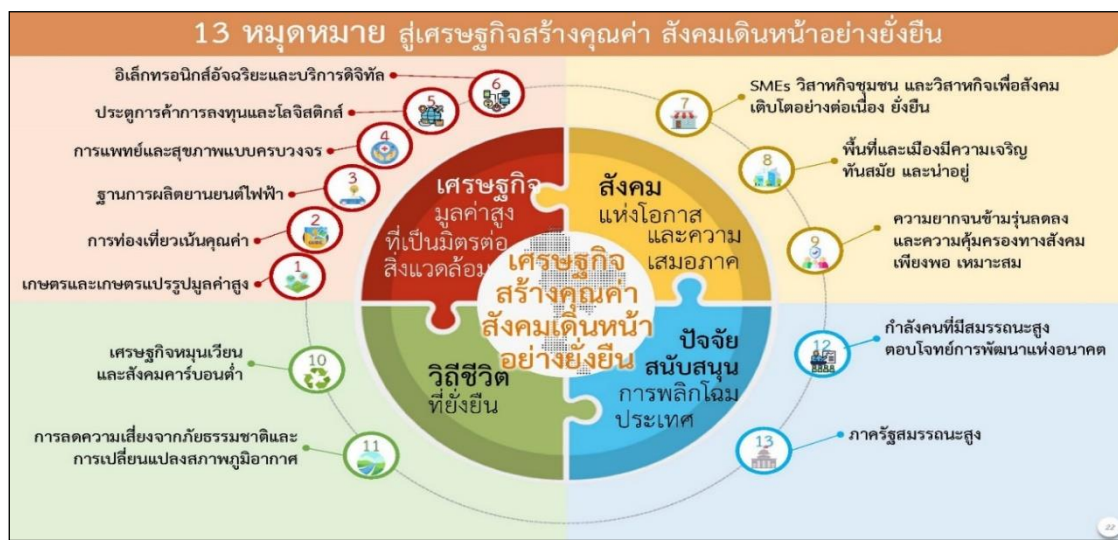 13 หมุดหมาย สู่เศรษฐกิจสร้างคุณค่า สังคมเดินหน้าอย่างยั่งยืน
อิเล็กทรอนิกส์อัจฉริยะและบริการดิจิทัล
6
ประตูการค้าการลงทุนและโลจิสติกส์
5
การแพทย์และสุขภาพแบบครบวงจร
4
ฐานการผลิตยานยนต์ไฟฟ้า
3
การท่องเที่ยวเน้นคุณค่า
2
เกษตรและเกษตรแปรรูปมูลค่าสูง
1
7
SMEs วิสาหกิจชุมชน และวิสาหกิจเพื่อสังคม
เติบโตอย่างต่อเนื่อง ยั่งยืน
8
พื้นที่และเมืองมีความเจริญ
ทันสมัย และน่าอยู่
9
ความยากจนข้ามรุ่นลดลง
และความคุ้มครองทางสังคม
เพียงพอ เหมาะสม
เศรษฐกิจ
มูลค่าสูง
ที่เป็นมิตรต่อ
สิ่งแวดล้อม
สังคม
แห่งโอกาส
และความ
เสมอภาค
เศรษฐกิจ
สร้างคุณค่า
สังคมเดินหน้า
อย่างยั่งยืน
วิถีชีวิต
ที่ยั่งยืน
ปัจจัย
สนับสนุน
การพลิกโฉม
ประเทศ
เศรษฐกิจหมุนเวียน
และสังคมคาร์บอนต่ำ
10
การลดความเสี่ยงจากภัยธรรมชาติและ
การเปลี่ยนแปลงสภาพภูมิอากาศ
11
12
กำลังคนที่มีสมรรถนะสูง
ตอบโจทย์การพัฒนาแห่งอนาคต
13
ภาครัฐสมรรถนะสูง
22